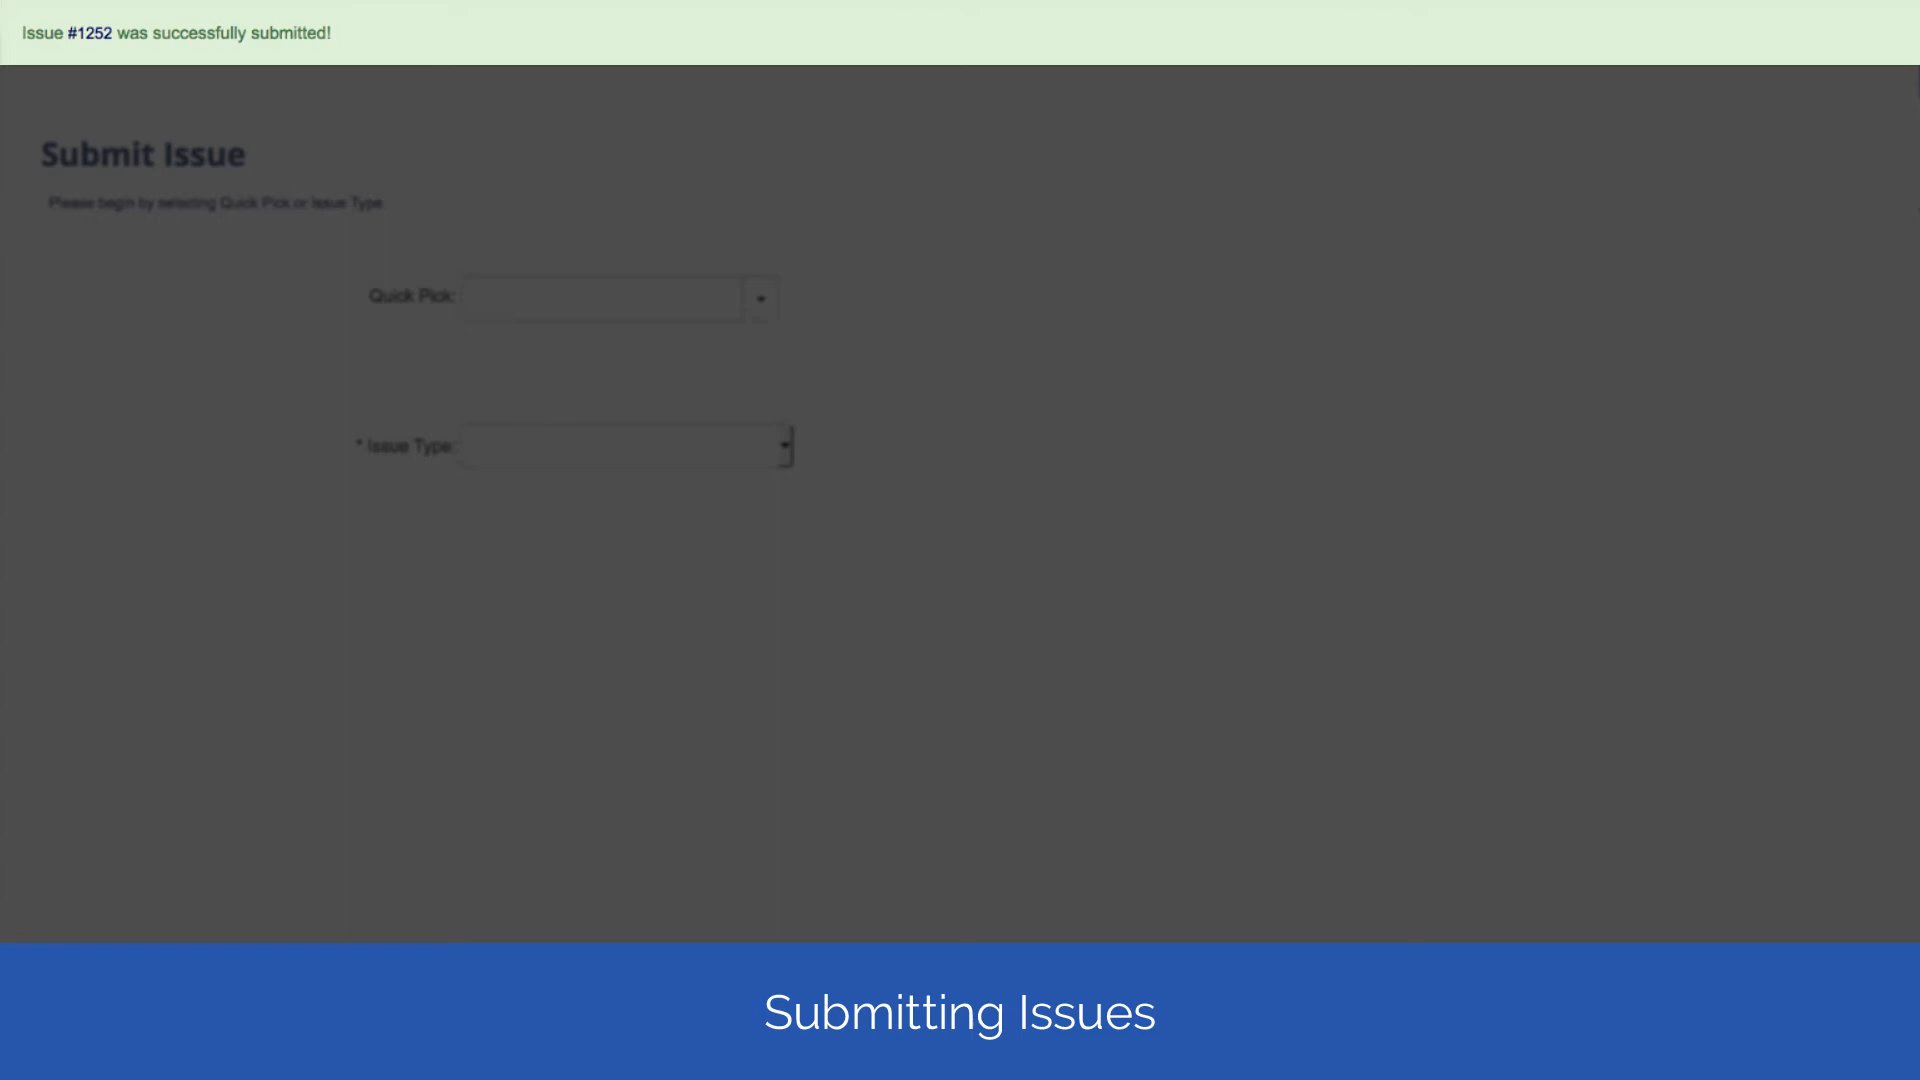 Issue #1252 was successfully submitted!
Submit Issue
Please begin by selecting Quick Pick or Issue Type
Quick Pick:
* Issue Type:
Submitting Issues